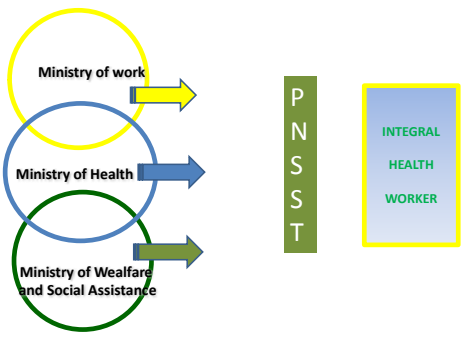 Ministry of work
Ministry of Health
Ministry of Wealfare
and Social Assistance
P
N
S
S
T
INTEGRAL
HEALTH
WORKER